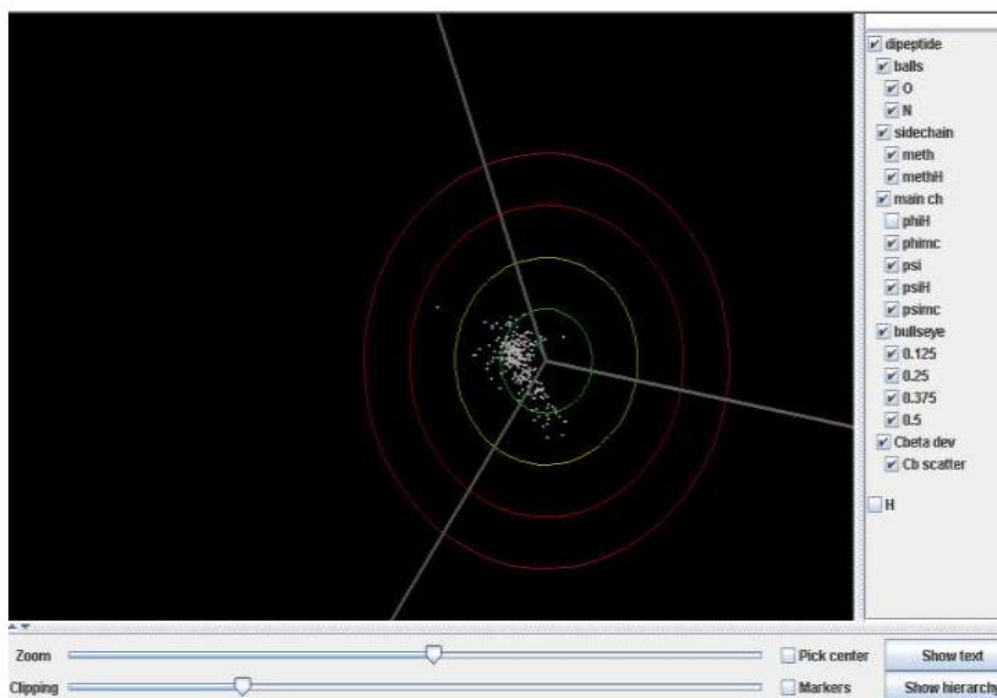 dipeptide
balls
O
N
sidechain
meth
methH
main ch
phiH
phimc
psi
psiH
psimc
bullseye
0.125
0.25
0.375
0.5
Cbeta dev
Cb scatter
H
Zoom
Pick center
Show text
Clipping
Markers
Show hierarchy